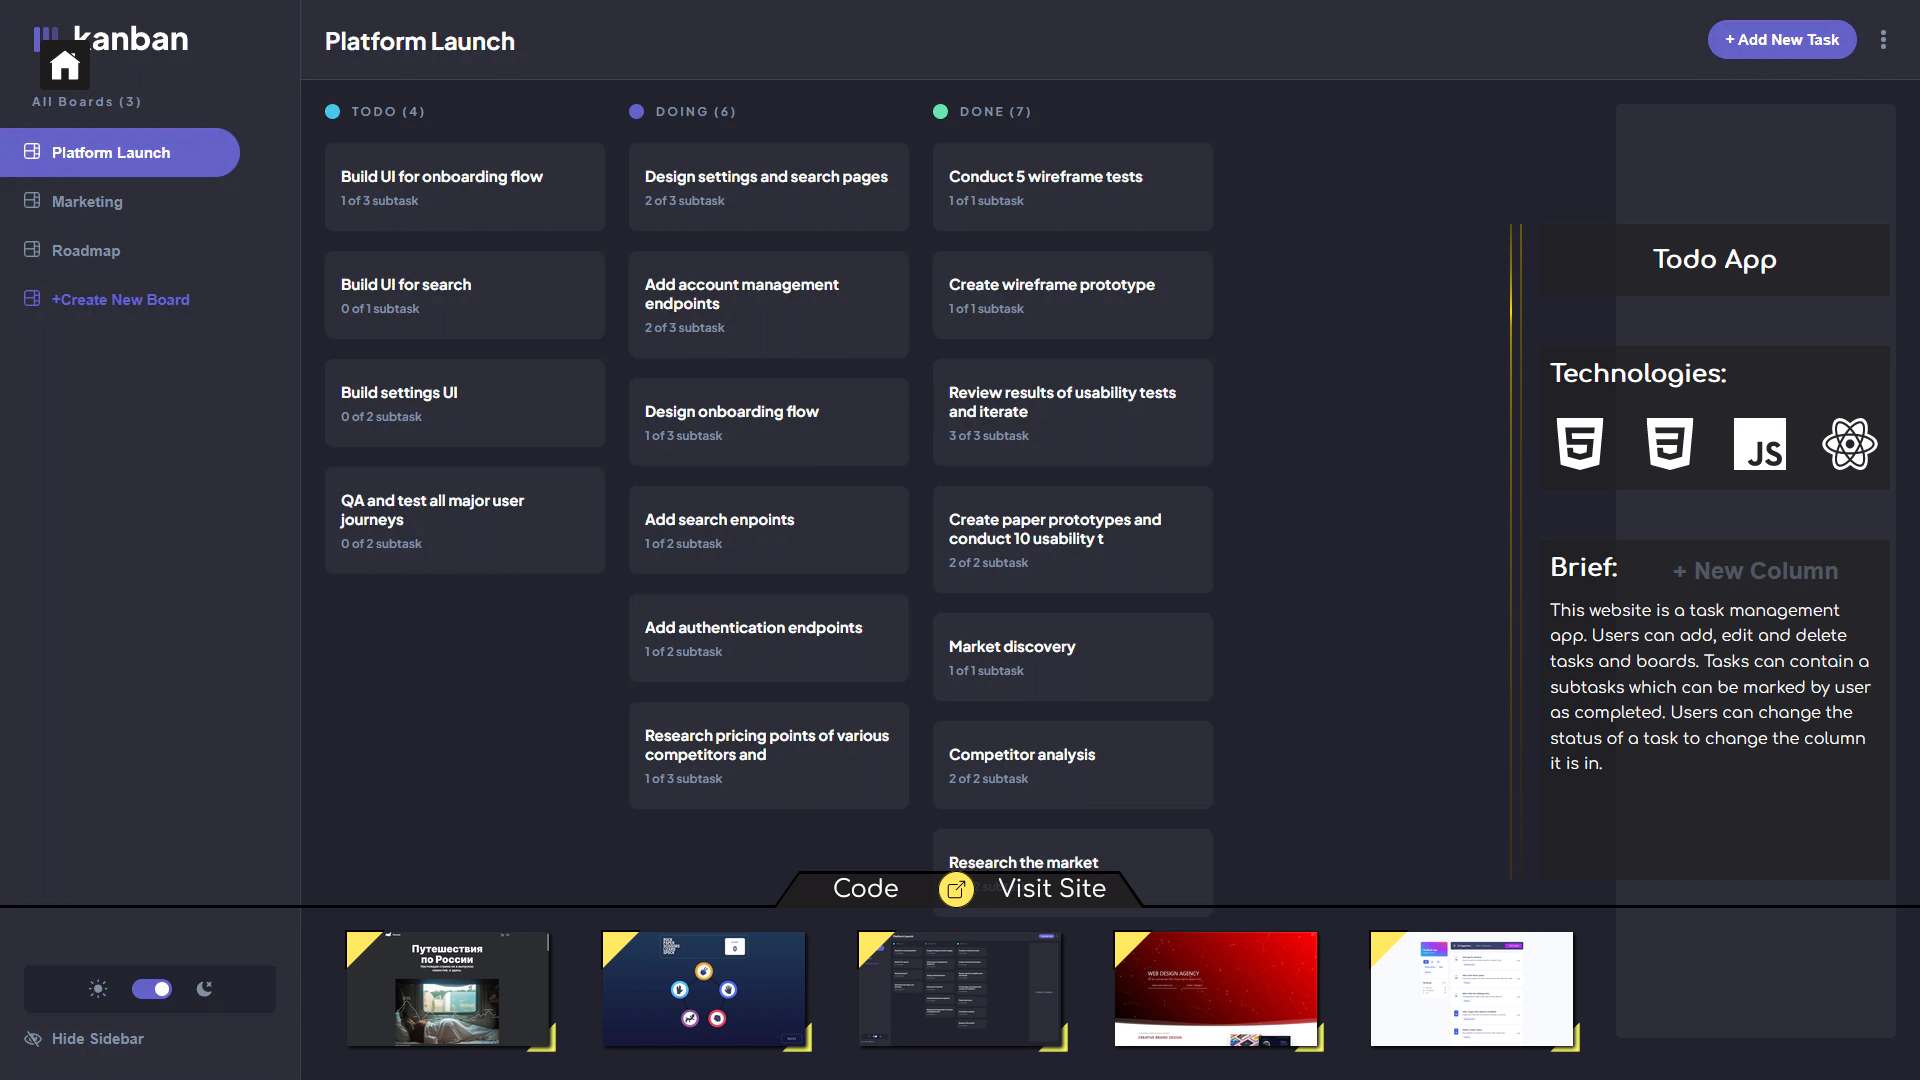 kanban
All Boards (3)
Platform Launch
Marketing
Roadmap
+Create New Board
Hide Sidebar
Platform Launch
+ Add New Task
TODO (4)
Build UI for onboarding flow
1 of 3 subtask
Build UI for search
0 of 1 subtask
Build settings UI
0 of 2 subtask
QA and test all major user
journeys
0 of 2 subtask
DOING (6)
Design settings and search pages
2 of 3 subtask
Add account management
endpoints
2 of 3 subtask
Design onboarding flow
1 of 3 subtask
Add search enpoints
1 of 2 subtask
Add authentication endpoints
1 of 2 subtask
Research pricing points of various
competitors and
1 of 3 subtask
DONE (7)
Conduct 5 wireframe tests
1 of 1 subtask
Create wireframe prototype
1 of 1 subtask
Review results of usability tests
and iterate
3 of 3 subtask
Create paper prototypes and
conduct 10 usability t
2 of 2 subtask
Market discovery
1 of 1 subtask
Competitor analysis
2 of 2 subtask
Research the market
Todo App
Technologies:
JS
Brief:
+ New Column
This website is a task management
app. Users can add, edit and delete
tasks and boards. Tasks can contain a
subtasks which can be marked by user
as completed. Users can change the
status of a task to change the column
it is in.
Code
Visit Site
Путешествия
по России
ROCK
PAPER
SCISSORS
LIZARD
SPOCK
0
Platform Launch
WEB DESIGN AGENCY
CREATIVE BRAND DESIGN